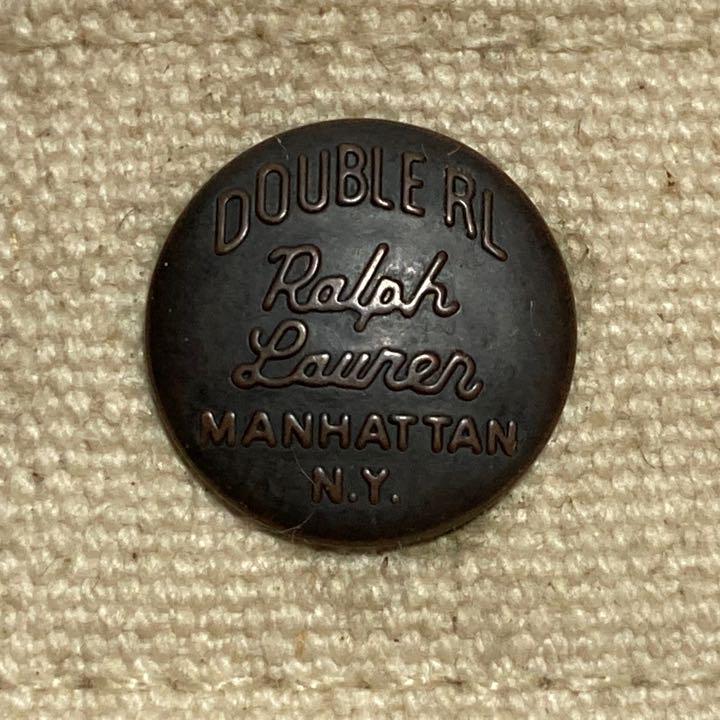 DOUBLE RL
Ralph
Lauren
MANHATTAN
N.Y.